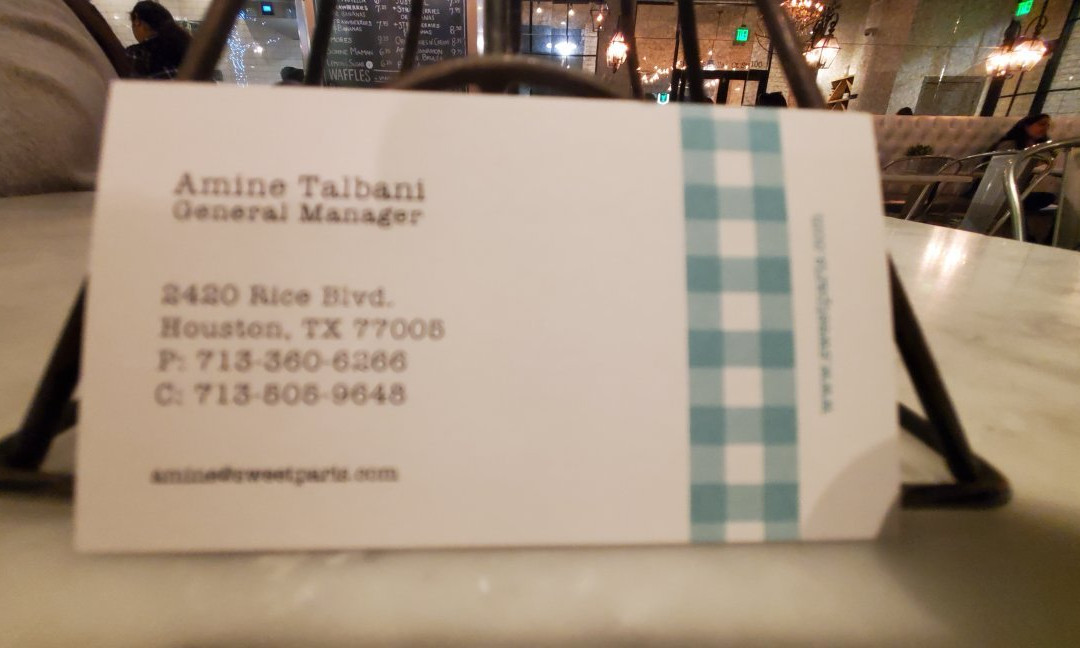 Amine Talbani
General Manager
2420 Rice Blvd.
Houston, TX 77005
P: 713-360-6266
C: 713-505-9648
amine@sweetparis.com
WAFFLES